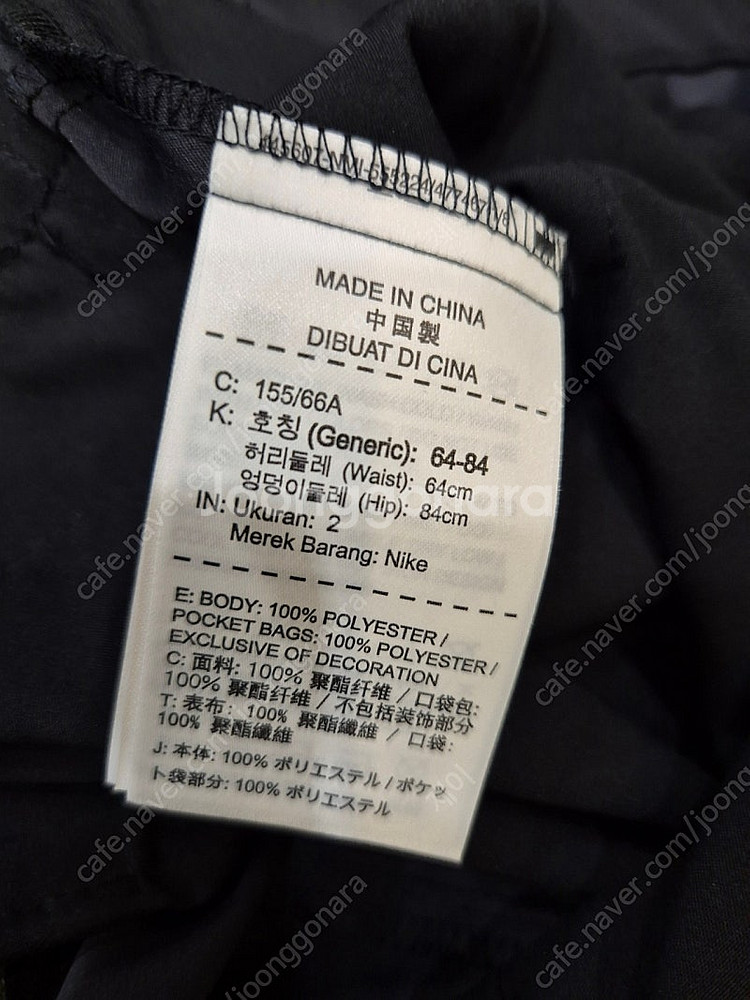 MADE IN CHINA
中国製
DIBUAT DI CINA
C: 155/66A
K: 호칭 (Generic): 64-84
허리둘레 (Waist): 64cm
엉덩이둘레 (Hip): 84cm
IN: Ukuran: 2
Merek Barang: Nike
E: BODY: 100% POLYESTER /
POCKET BAGS: 100% POLYESTER /
EXCLUSIVE OF DECORATION
C: 面料: 100% 聚酯纤维 / 口袋包:
100% 聚酯纤维 / 不包括装饰部分
T: 表布: 100% 聚酯纖維 / 口袋:
100% 聚酯纖維
J: 本体: 100% ポリエステル / ポケッ
ト袋部分: 100% ポリエステル
Joonggonara
cafe.naver.com/joonggonara